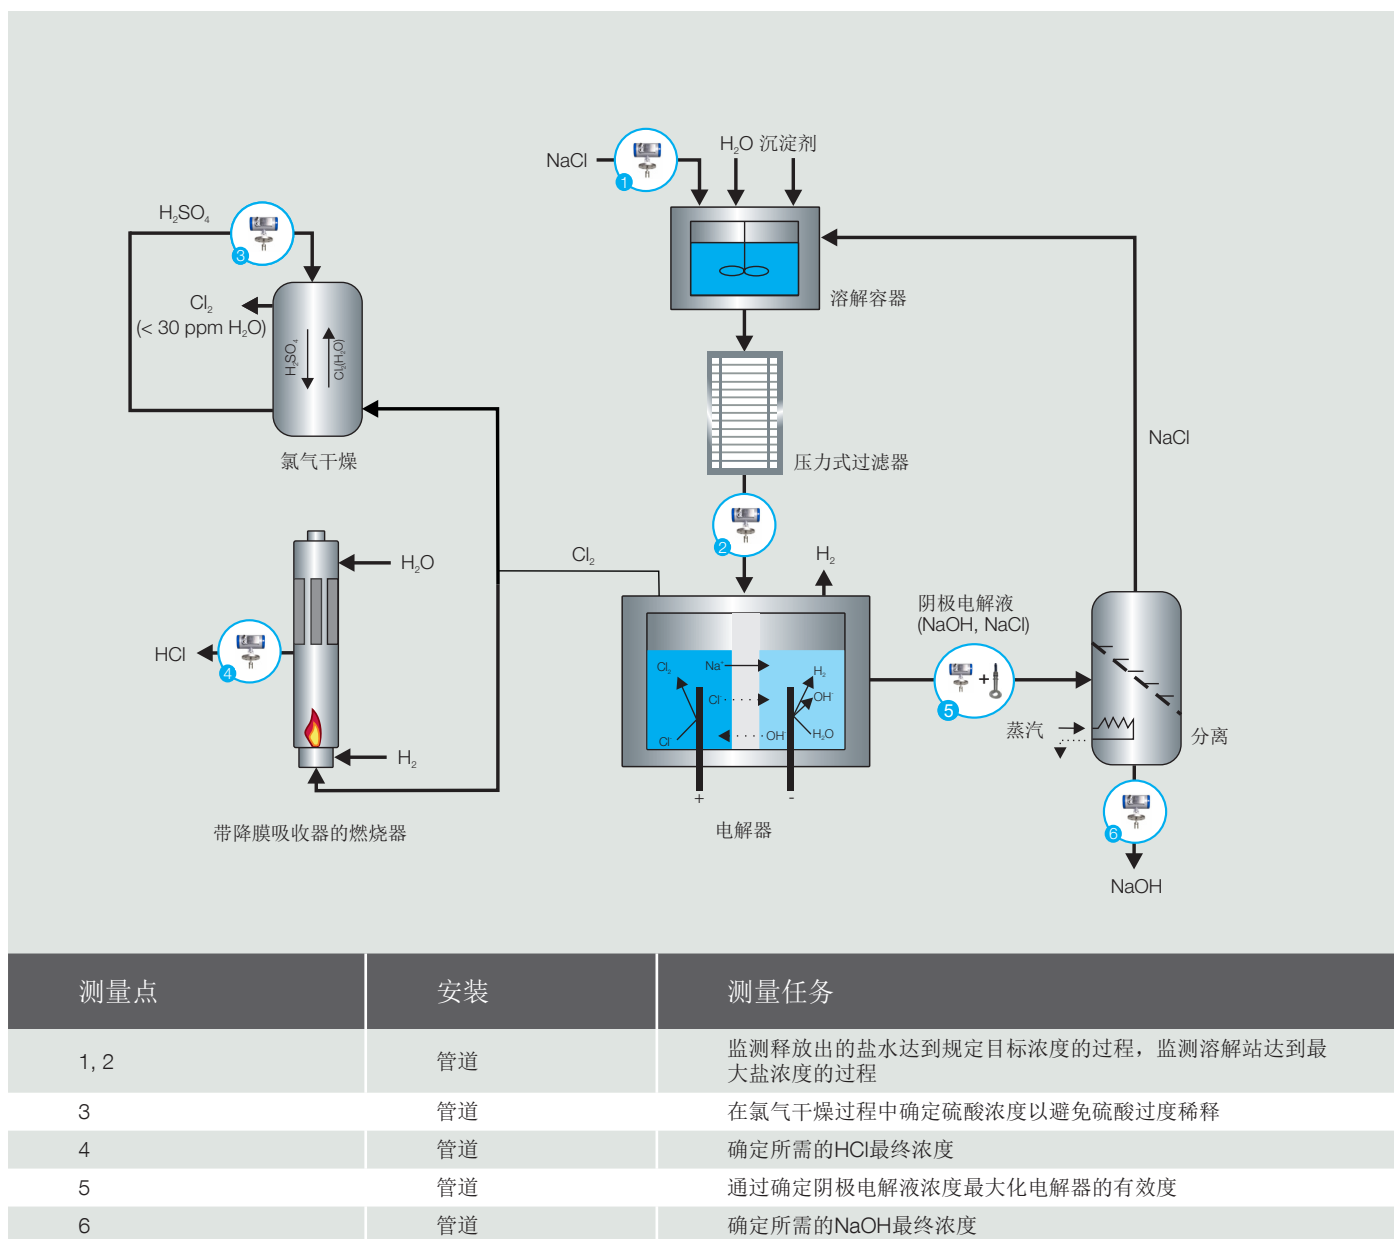 NaCl
1
H₂O 沉淀剂
H₂SO₄
3
Cl₂
(< 30 ppm H₂O)
H₂SO₄
Cl₂(H₂O)
氯气干燥
溶解容器
压力式过滤器
NaCl
2
H₂O
Cl₂
H₂
HCl
4
H₂
带降膜吸收器的燃烧器
阴极电解液
(NaOH, NaCl)
+
5
Cl₂
Na⁺
H₂
Cl⁻
OH⁻
Cl⁻
OH⁻
H₂O
+
-
电解器
蒸汽
分离
6
NaOH
测量点 安装 测量任务
1, 2 管道 监测释放出的盐水达到规定目标浓度的过程，监测溶解站达到最
大盐浓度的过程
3 管道 在氯气干燥过程中确定硫酸浓度以避免硫酸过度稀释
4 管道 确定所需的HCl最终浓度
5 管道 通过确定阴极电解液浓度最大化电解器的有效度
6 管道 确定所需的NaOH最终浓度